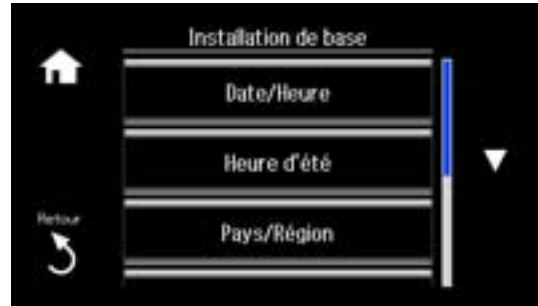 Installation de base
Date/Heure
Heure d'été
Retour
Pays/Région